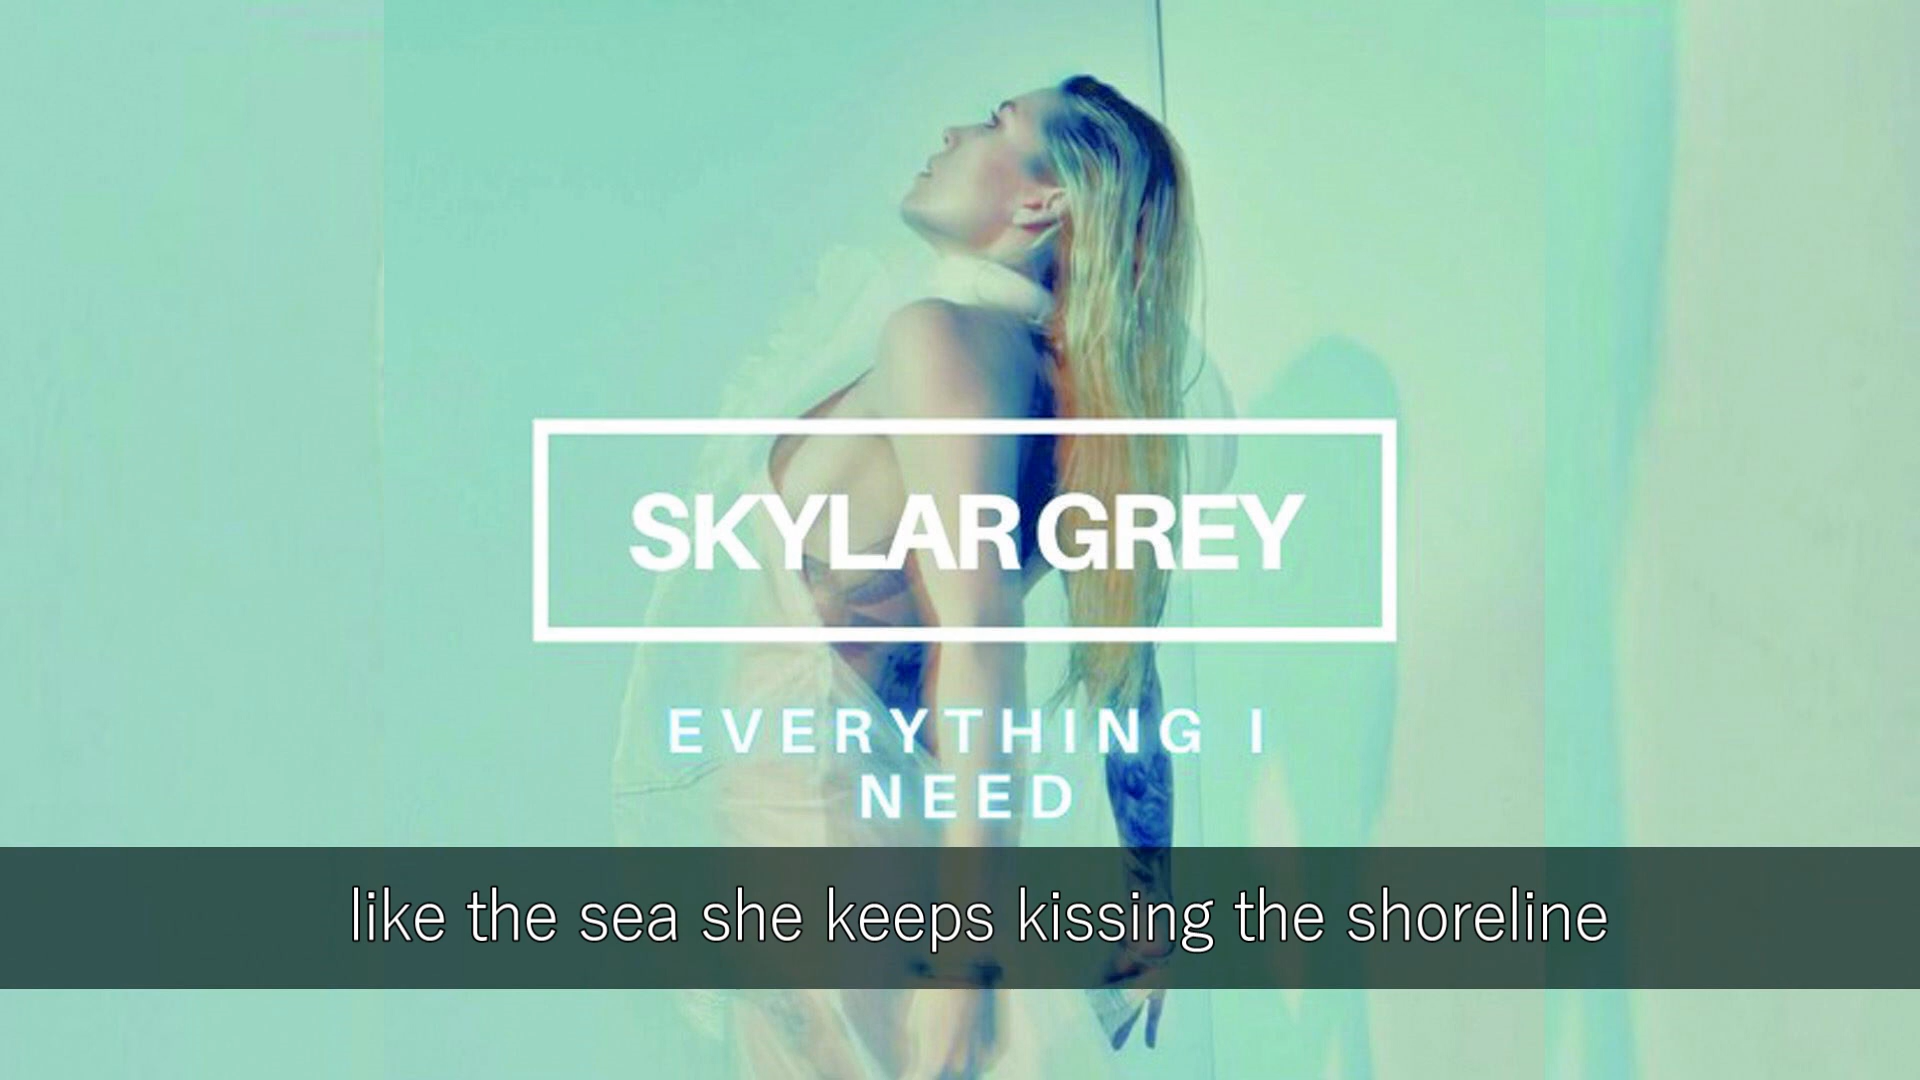 SKYLAR GREY
EVERYTHING I
NEED
like the sea she keeps kissing the shoreline